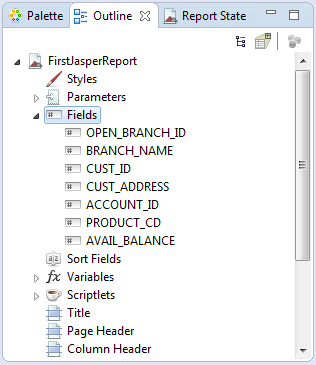 Palette Outline Report State
FirstJasperReport
Styles
Parameters
Fields
OPEN_BRANCH_ID
BRANCH_NAME
CUST_ID
CUST_ADDRESS
ACCOUNT_ID
PRODUCT_CD
AVAIL_BALANCE
Sort Fields
fx Variables
Scriptlets
Title
Page Header
Column Header